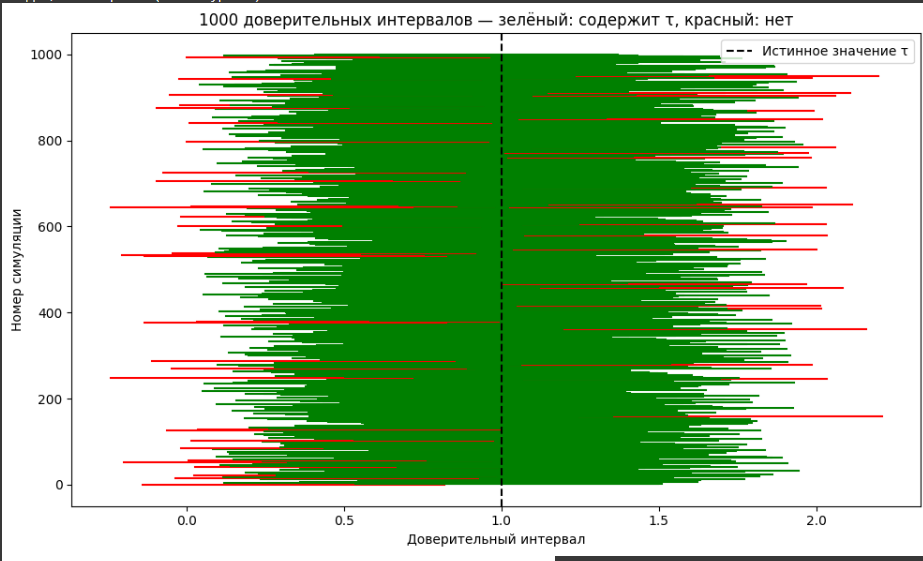 1000 доверительных интервалов — зелёный: содержит τ, красный: нет
Истинное значение τ
1000
800
600
400
200
0
Номер симуляции
0.0
0.5
1.0
1.5
2.0
Доверительный интервал